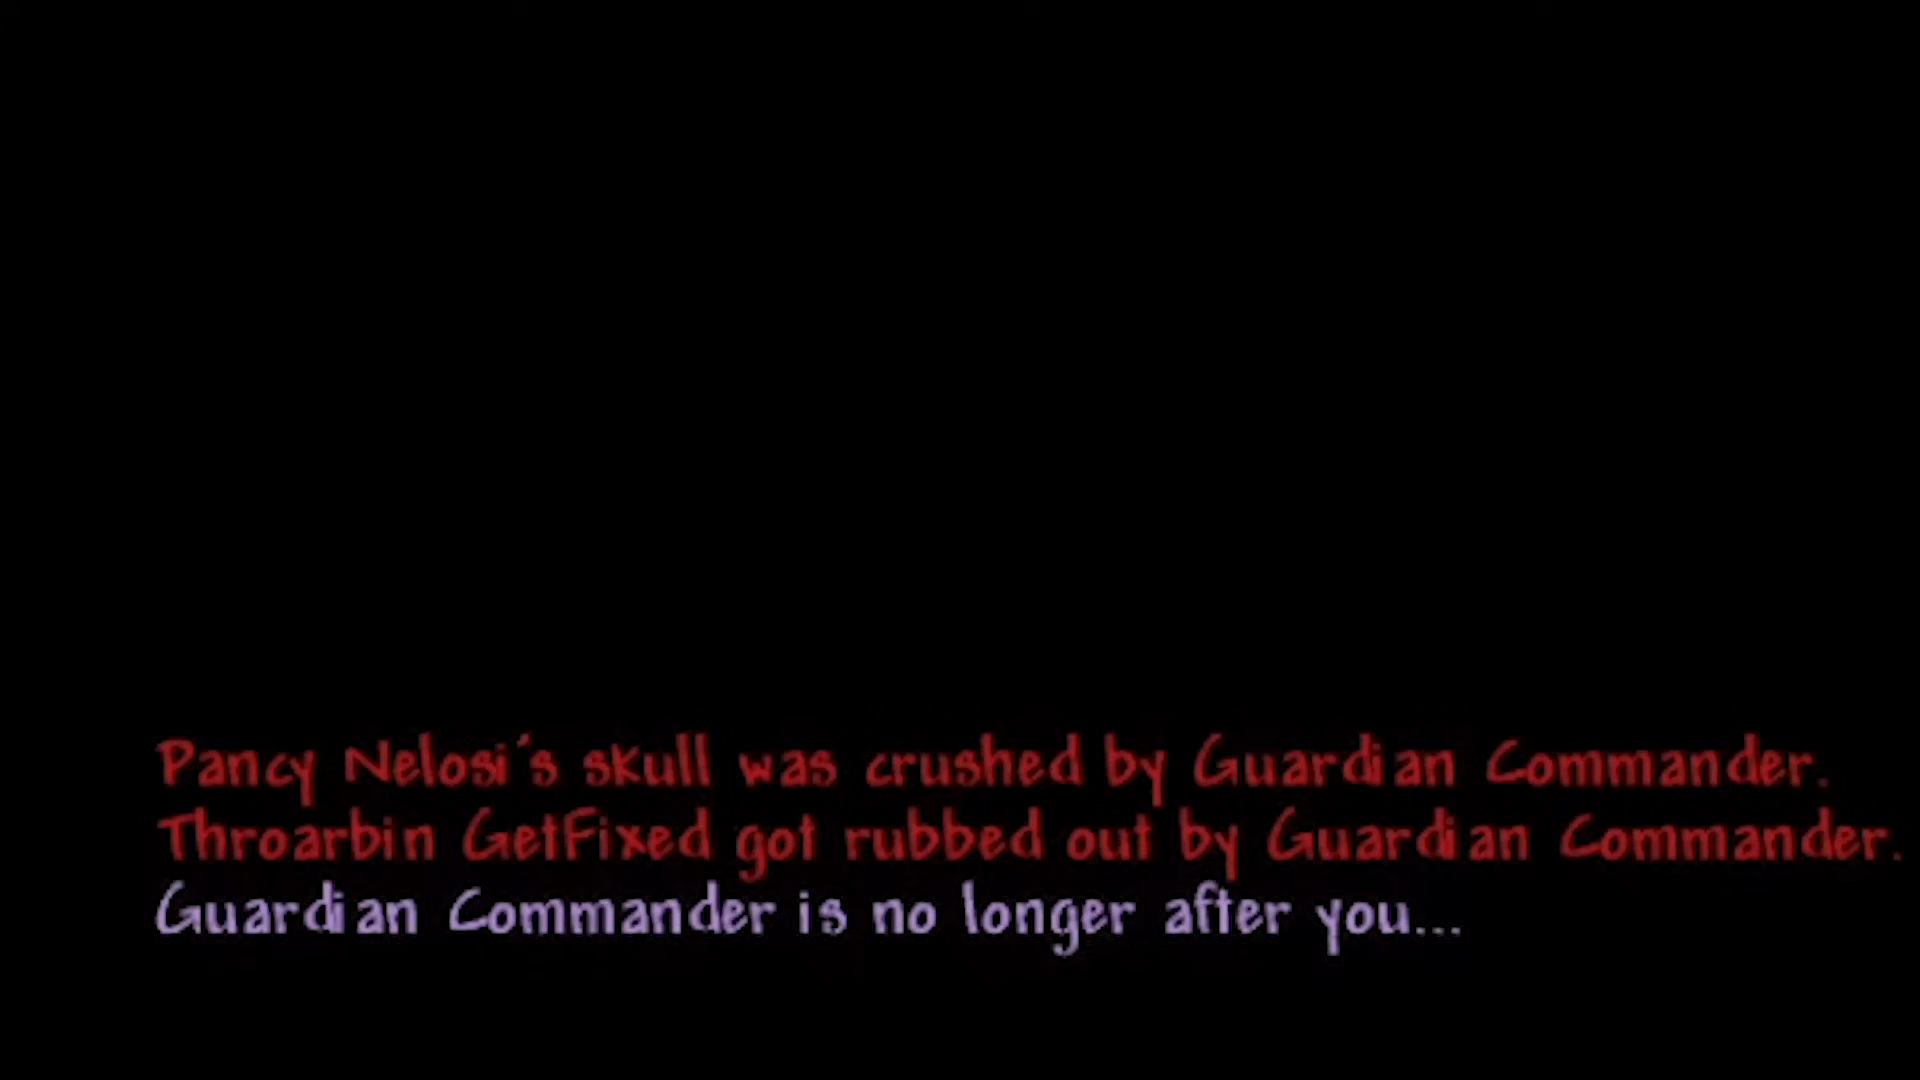 Pancy Nelosi's skull was crushed by Guardian Commander.
Throarbin GetFixed got rubbed out by Guardian Commander.
Guardian Commander is no longer after you...